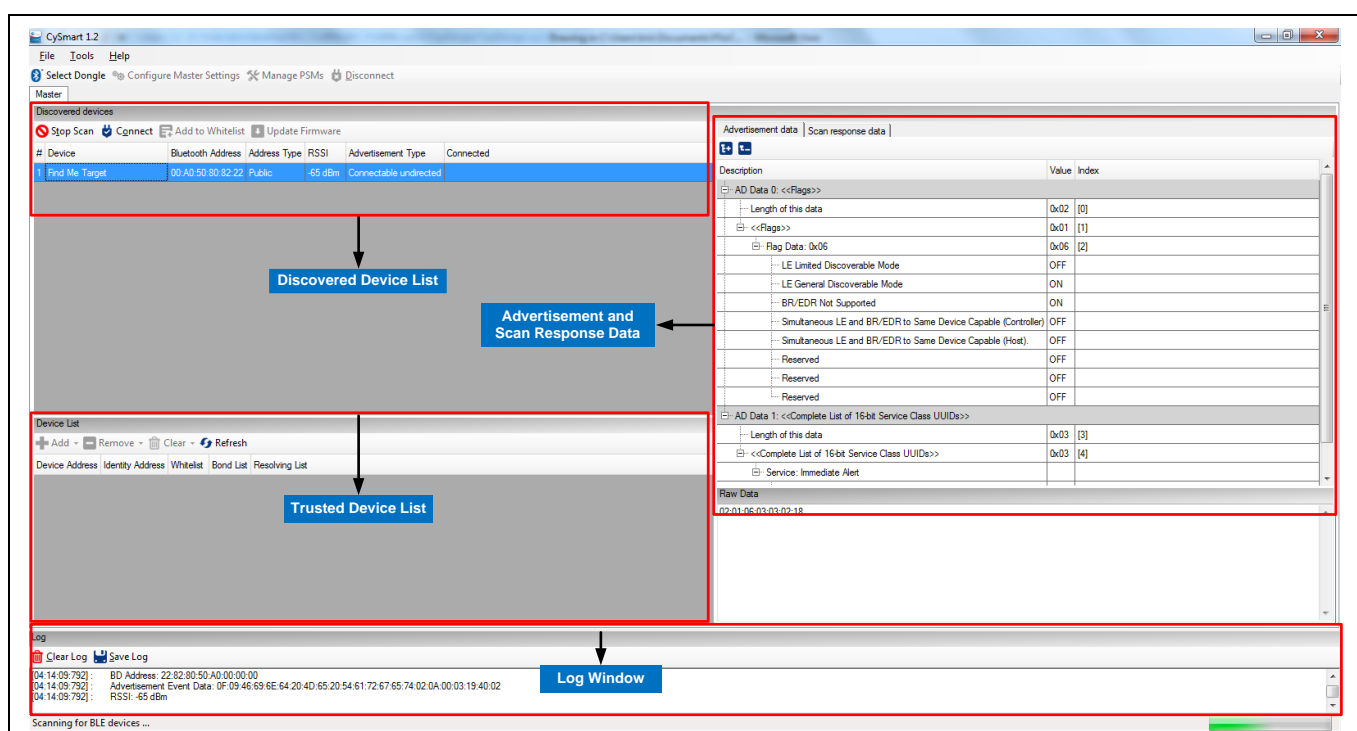 CySmart 1.2
File Tools Help
Select Dongle Configure Master Settings Manage PSMs Disconnect
Master
Discovered devices
Stop Scan Connect Add to Whitelist Update Firmware
# Device Bluetooth Address Address Type RSSI Advertisement Type Connected
1 Find Me Target 00:A0:50:80:82:22 Public -65 dBm Connectable undirected
Discovered Device List
Advertisement and
Scan Response Data
Advertisement data Scan response data
Description Value Index
AD Data 0: <<Flags>>
Length of this data 0x02 [0]
<<Flags>> 0x01 [1]
Flag Data: 0x06 0x06 [2]
LE Limited Discoverable Mode OFF
LE General Discoverable Mode ON
BR/EDR Not Supported ON
Simultaneous LE and BR/EDR to Same Device Capable (Controller) OFF
Simultaneous LE and BR/EDR to Same Device Capable (Host). OFF
Reserved OFF
Reserved OFF
Reserved OFF
AD Data 1: <<Complete List of 16-bit Service Class UUIDs>>
Length of this data 0x03 [3]
<<Complete List of 16-bit Service Class UUIDs>> 0x03 [4]
Service: Immediate Alert
Raw Data
02:01:06:03:03:02:18
Device List
Add Remove Clear Refresh
Device Address Identity Address Whitelist Bond List Resolving List
Trusted Device List
Log
Clear Log Save Log
[04:14:09:792] : BD Address: 22:82:80:50:A0:00:00:00
[04:14:09:792] : Advertisement Event Data: 0F:09:46:69:6E:64:20:4D:65:20:54:61:72:67:65:74:02:0A:00:03:19:40:02
[04:14:09:792] : RSSI: -65 dBm
Log Window
Scanning for BLE devices ...